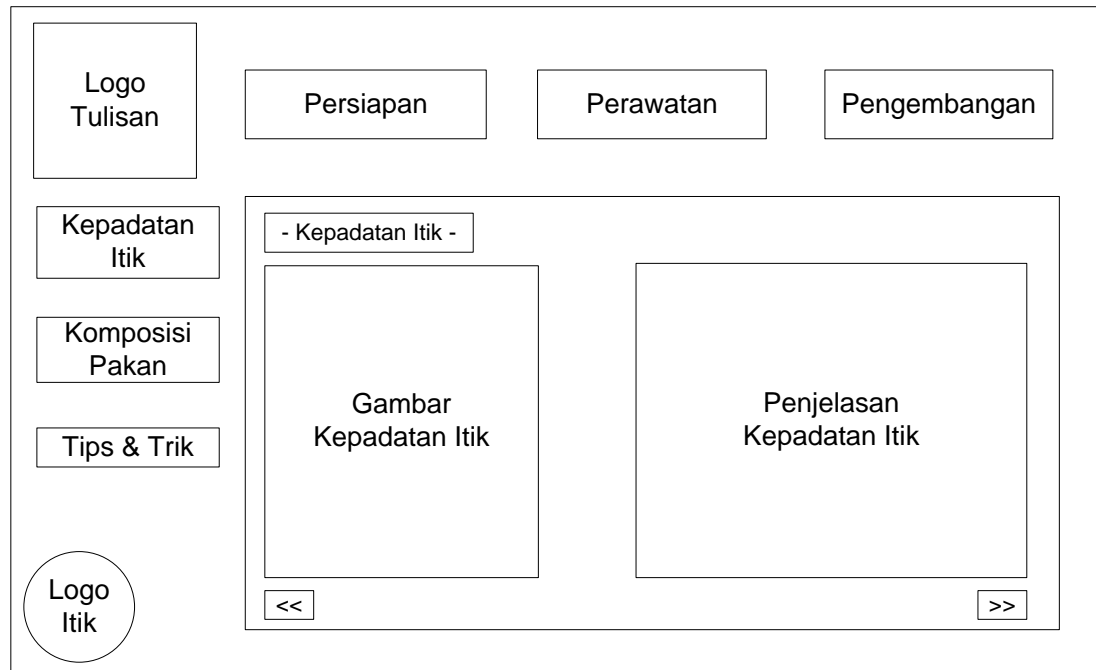 Logo
Tulisan
Persiapan
Perawatan
Pengembangan
Kepadatan
Itik
Komposisi
Pakan
Tips & Trik
Logo
Itik
- Kepadatan Itik -
Gambar
Kepadatan Itik
Penjelasan
Kepadatan Itik
<<
>>